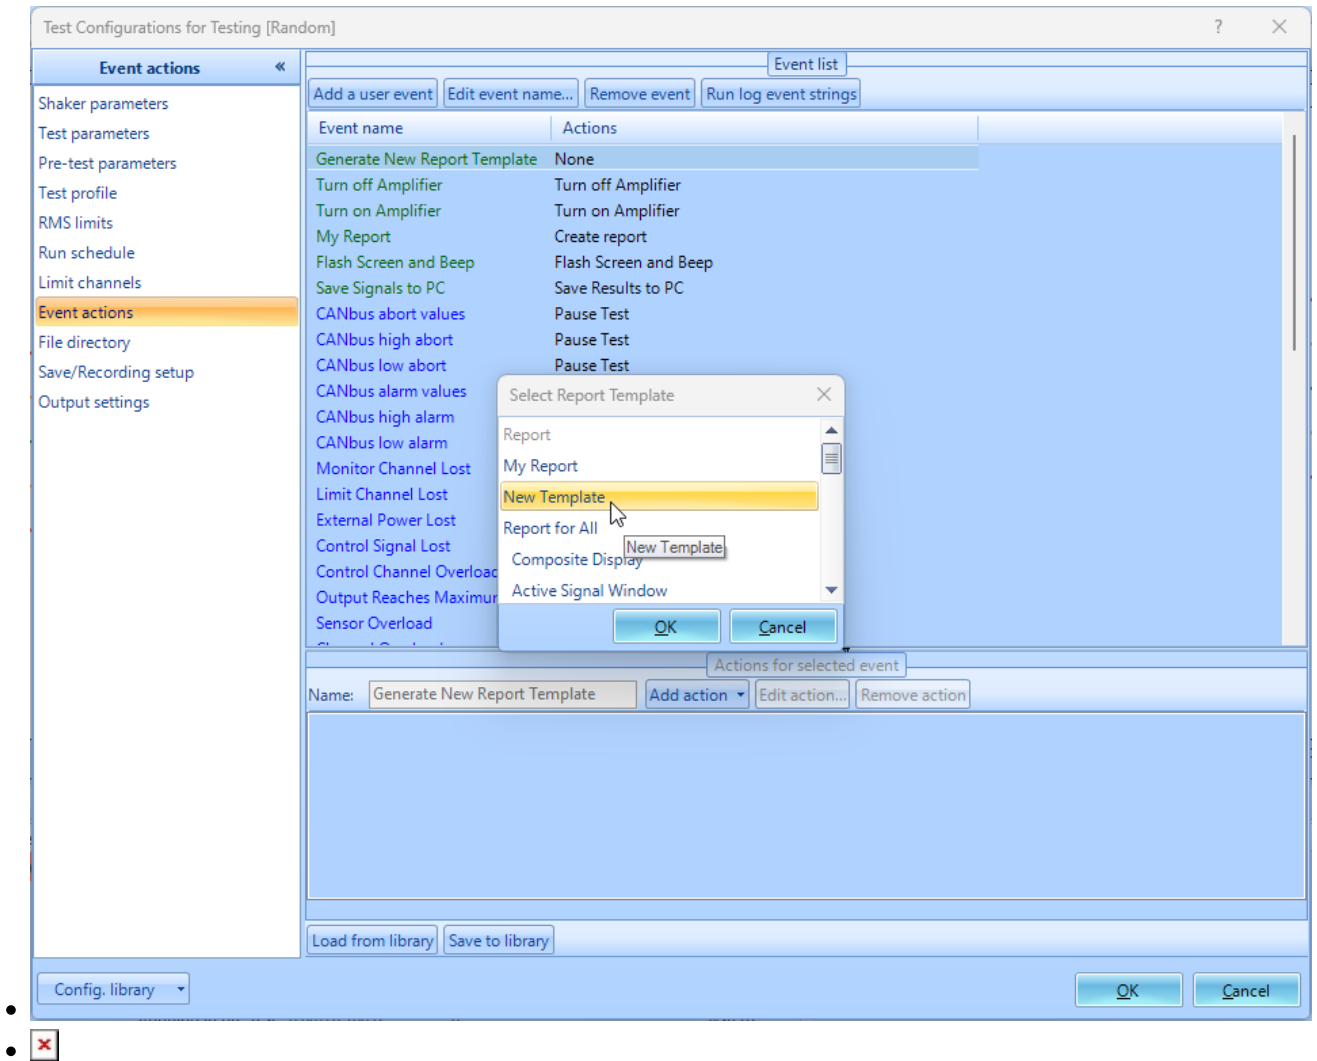 Test Configurations for Testing [Random]
?
Event actions «
Shaker parameters
Test parameters
Pre-test parameters
Test profile
RMS limits
Run schedule
Limit channels
Event actions
File directory
Save/Recording setup
Output settings
Event list
Add a user event Edit event name... Remove event Run log event strings
Event name Actions
Generate New Report Template None
Turn off Amplifier Turn off Amplifier
Turn on Amplifier Turn on Amplifier
My Report Create report
Flash Screen and Beep Flash Screen and Beep
Save Signals to PC Save Results to PC
CANbus abort values Pause Test
CANbus high abort Pause Test
CANbus low abort Pause Test
CANbus alarm values
CANbus high alarm
CANbus low alarm
Monitor Channel Lost
Limit Channel Lost
External Power Lost
Control Signal Lost
Control Channel Overload
Output Reaches Maximum
Sensor Overload
Select Report Template
Report
My Report
New Template
Report for All
New Template
Composite Display
Active Signal Window
OK Cancel
Actions for selected event
Name: Generate New Report Template Add action Edit action... Remove action
Load from library Save to library
Config. library OK Cancel